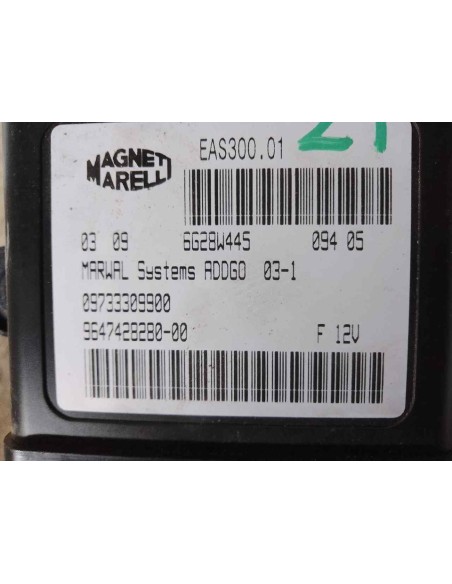 21
MAGNETI MARELLI
EAS300.01
03 09 6G28W445 094 05
MARWAL Systems ADDGO 03-1
09733309900
9647428280-00 F 12V